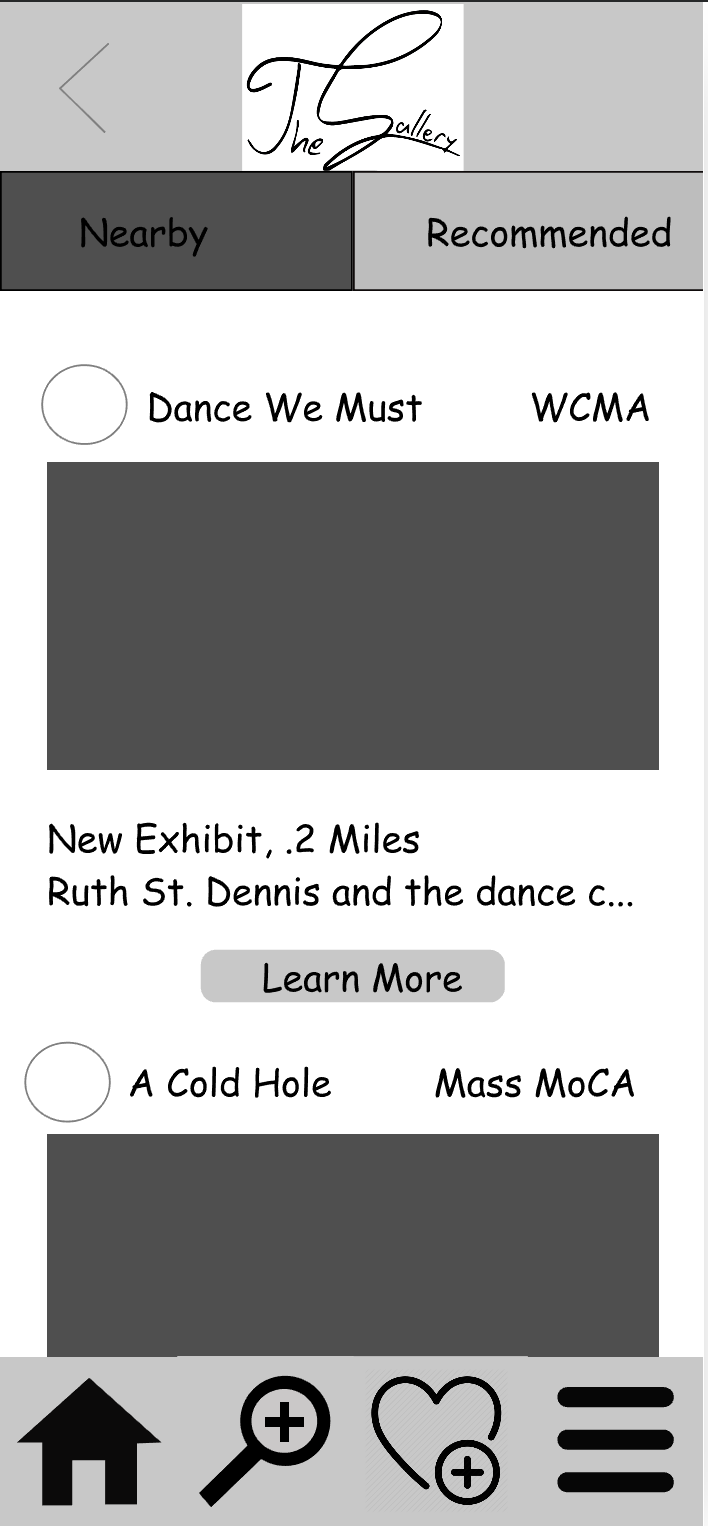 The Gallery
Nearby Recommended
Dance We Must WCMA
New Exhibit, .2 Miles
Ruth St. Dennis and the dance c...
Learn More
A Cold Hole Mass MoCA